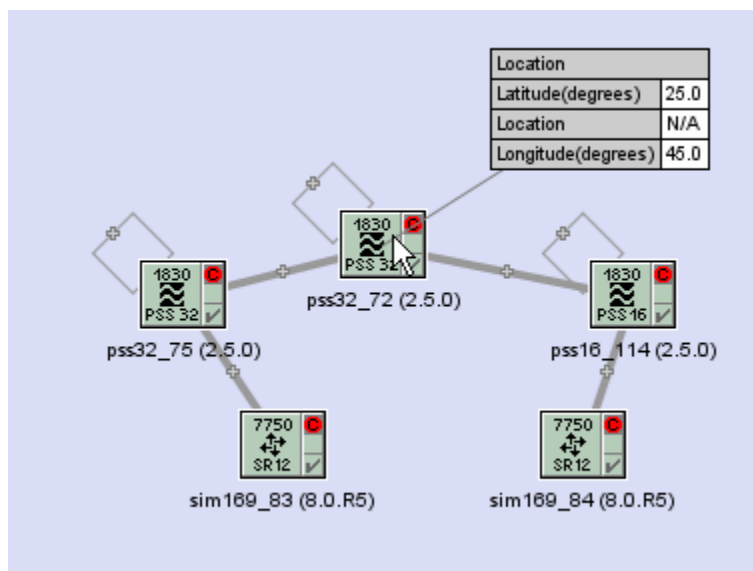 Location
Latitude(degrees) 25.0
Location N/A
Longitude(degrees) 45.0
1830 C
PSS 32
pss32_72 (2.5.0)
1830 C
PSS 32
pss32_75 (2.5.0)
1830 C
PSS 16
pss16_114 (2.5.0)
7750 C
SR12
sim169_83 (8.0.R5)
7750 C
SR12
sim169_84 (8.0.R5)